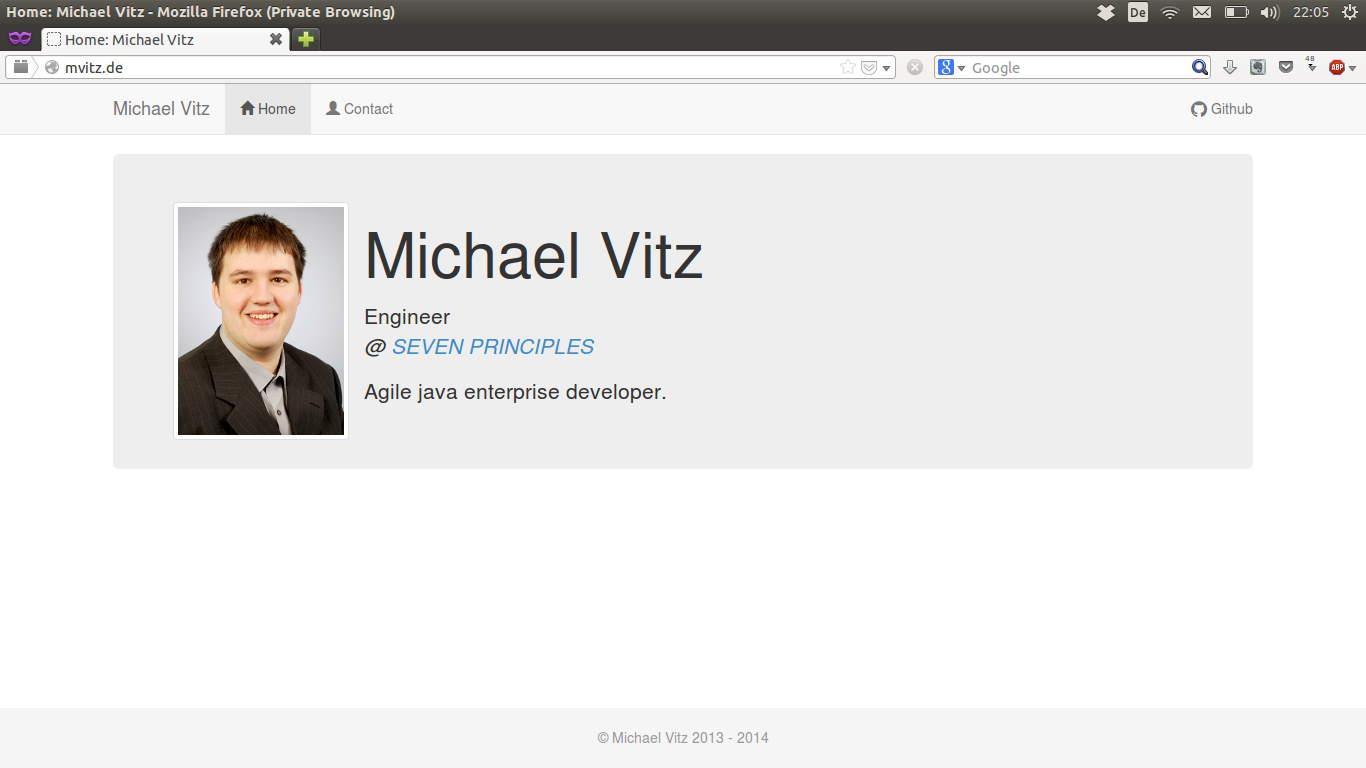 Home: Michael Vitz - Mozilla Firefox (Private Browsing)
De
22:05
Home: Michael Vitz
mvitz.de
8
Google
48
ABP
Michael Vitz
Home
Contact
Github
Michael Vitz
Engineer
@ SEVEN PRINCIPLES
Agile java enterprise developer.
© Michael Vitz 2013 - 2014